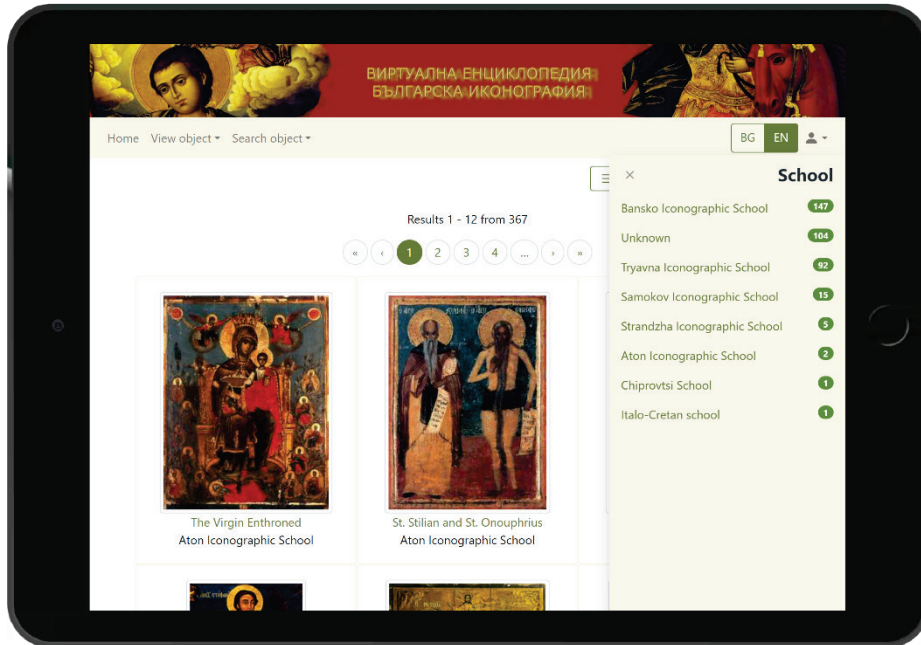 ВИРТУАЛНА ЕНЦИКЛОПЕДИЯ
БЪЛГАРСКА ИКОНОГРАФИЯ
Home View object Search object
BG EN
× School
Results 1 - 12 from 367
« ‹ 1 2 3 4 ... › »
Bansko Iconographic School 147
Unknown 104
Tryavna Iconographic School 92
Samokov Iconographic School 15
Strandzha Iconographic School 5
Aton Iconographic School 2
Chiprovtsi School 1
Italo-Cretan school 1
The Virgin Enthroned
Aton Iconographic School
St. Stilian and St. Onouphrius
Aton Iconographic School